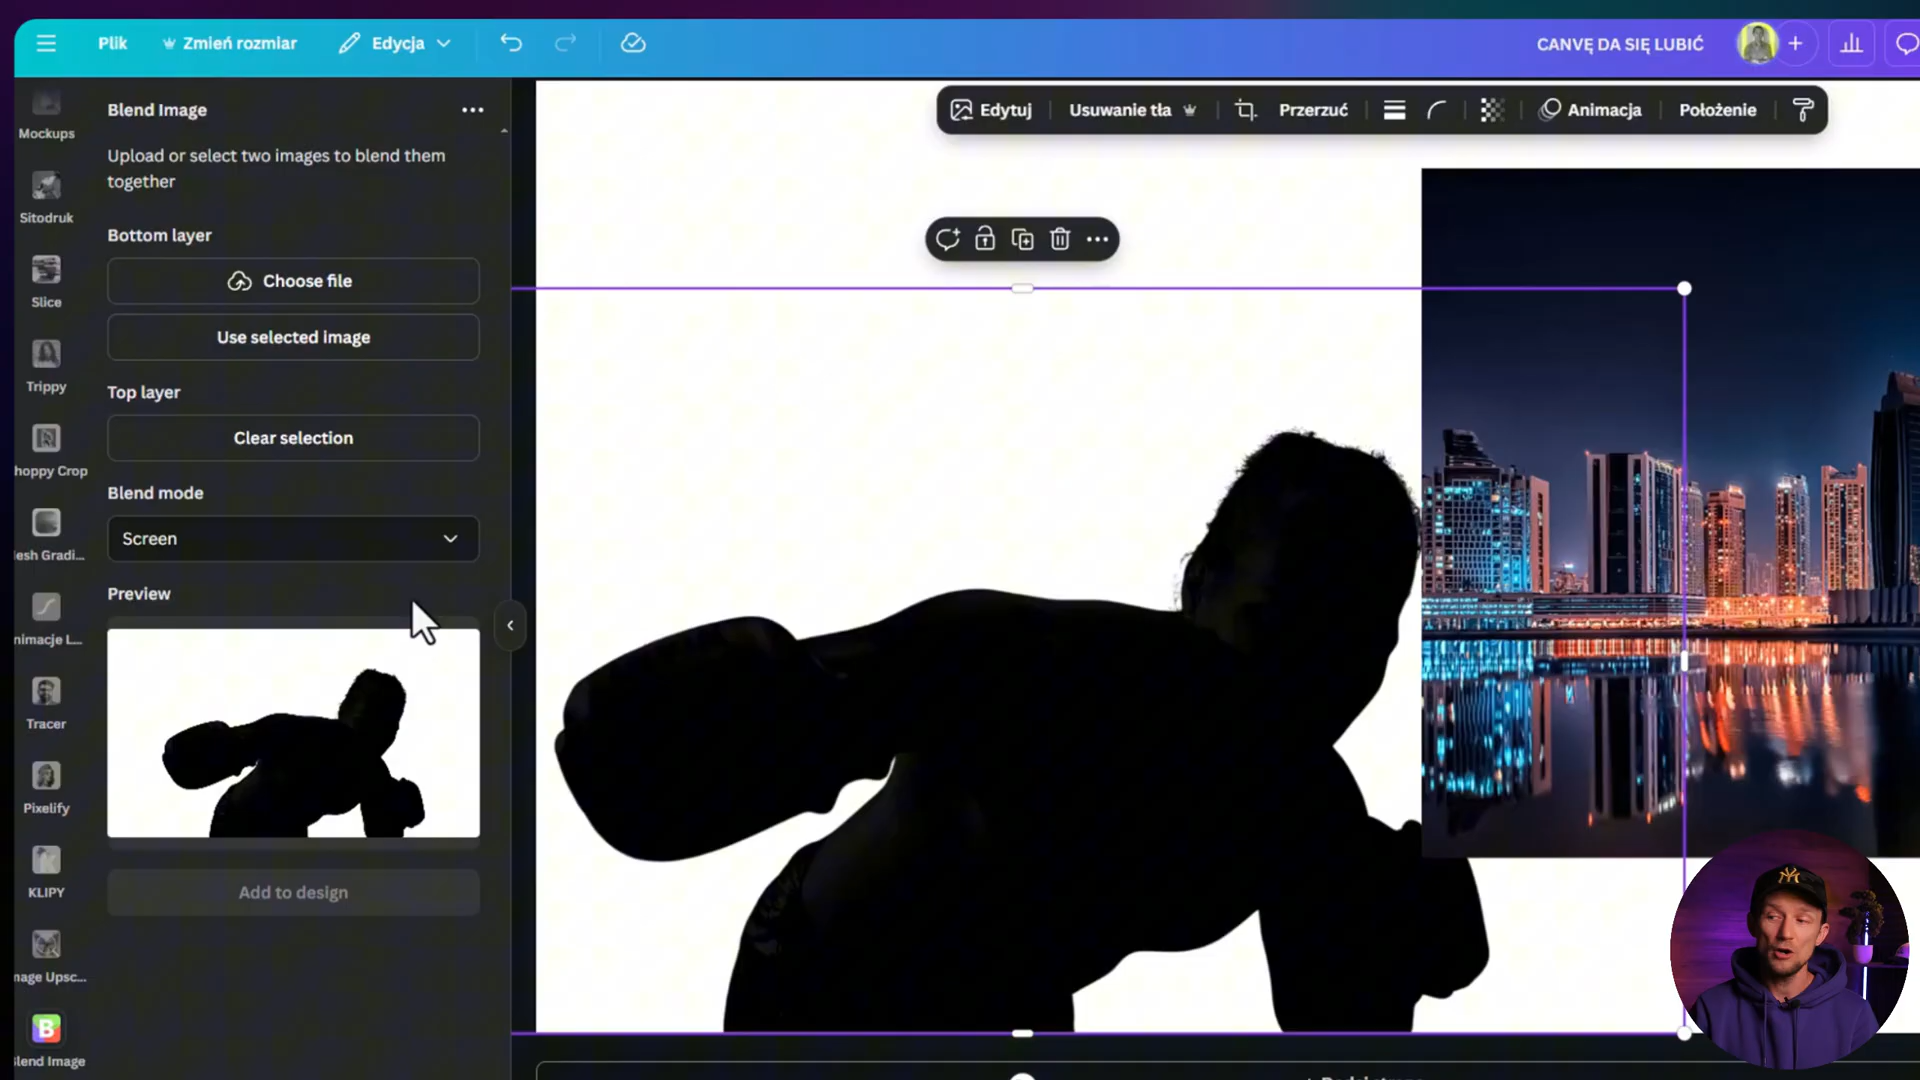 Plik
Zmień rozmiar
Edycja
CANVĘ DA SIĘ LUBIĆ
Edytuj
Usuwanie tła
Przerzuć
Animacja
Położenie
Mockups
Sitodruk
Slice
Trippy
hoppy Crop
esh Gradi...
nimacje L...
Tracer
Pixelify
KLIPY
mage Upsc...
Blend Image
Blend Image
Upload or select two images to blend them
together
Bottom layer
Choose file
Use selected image
Top layer
Clear selection
Blend mode
Screen
Preview
Add to design